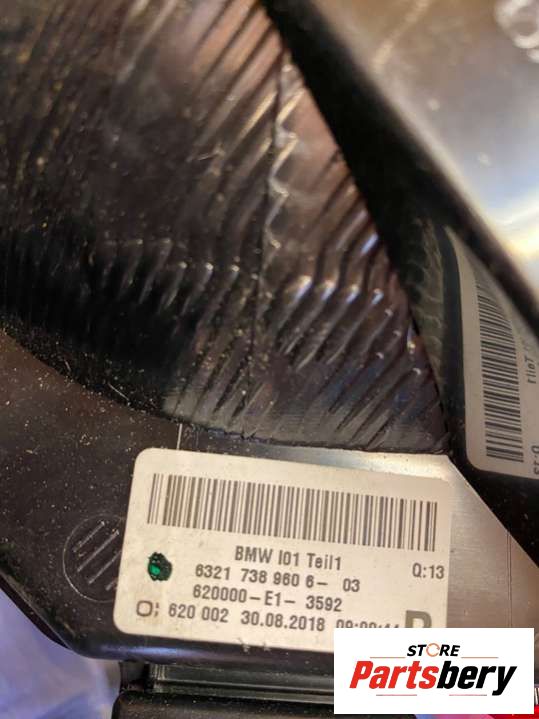 BMW I01 Teil1
Q:13
6321 738 960 6- 03
620000-E1- 3592
O: 620 002 30.08.2018
STORE
Partsbery